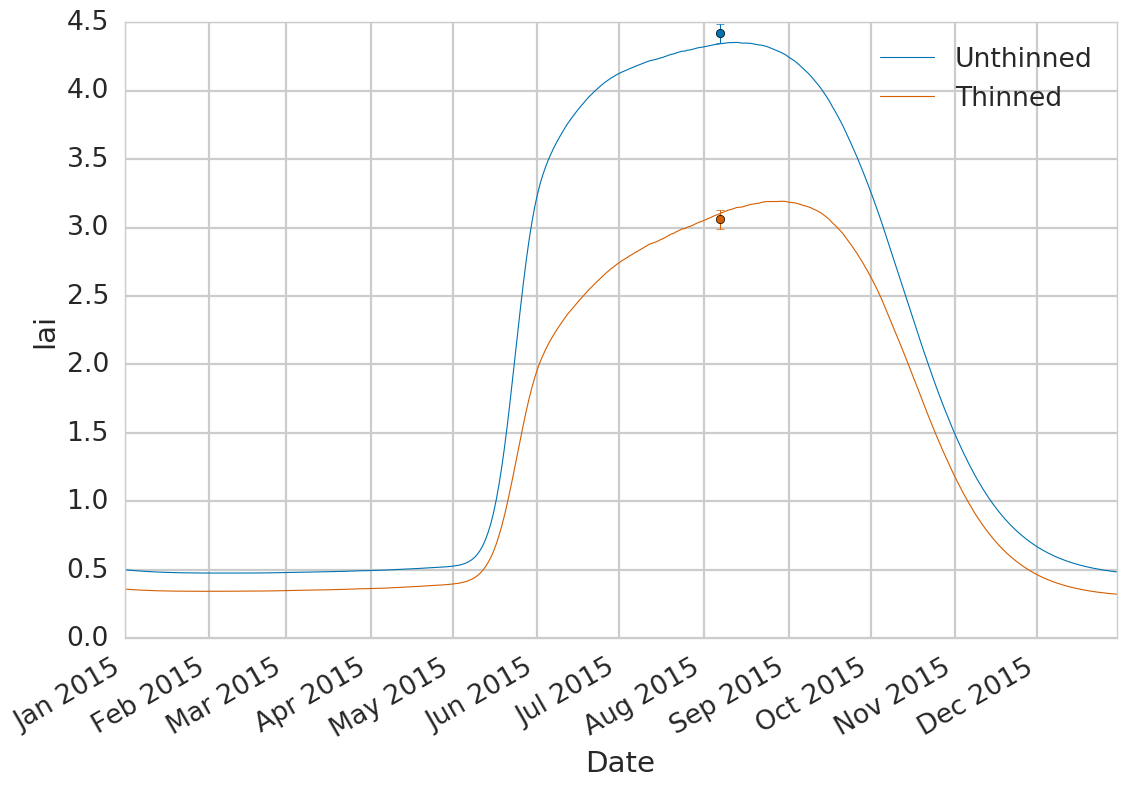 4.5
4.0
3.5
3.0
2.5
2.0
1.5
1.0
0.5
0.0
lai
Unthinned
Thinned
Jan 2015
Feb 2015
Mar 2015
Apr 2015
May 2015
Jun 2015
Jul 2015
Aug 2015
Sep 2015
Oct 2015
Nov 2015
Dec 2015
Date